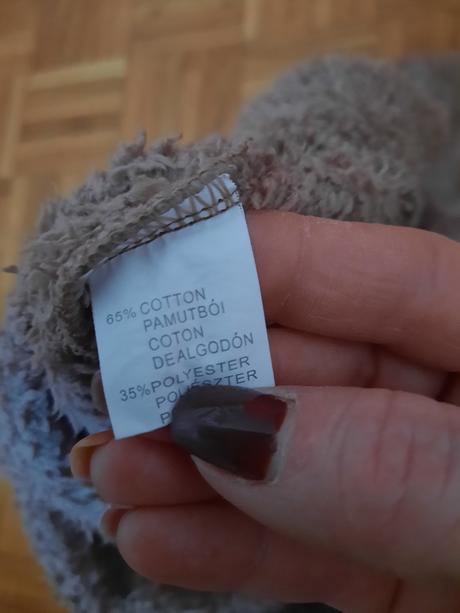 65% COTTON
PAMUTBÓI
COTON
DEALGODÓN
35% POLYESTER
POLIÉSZTER